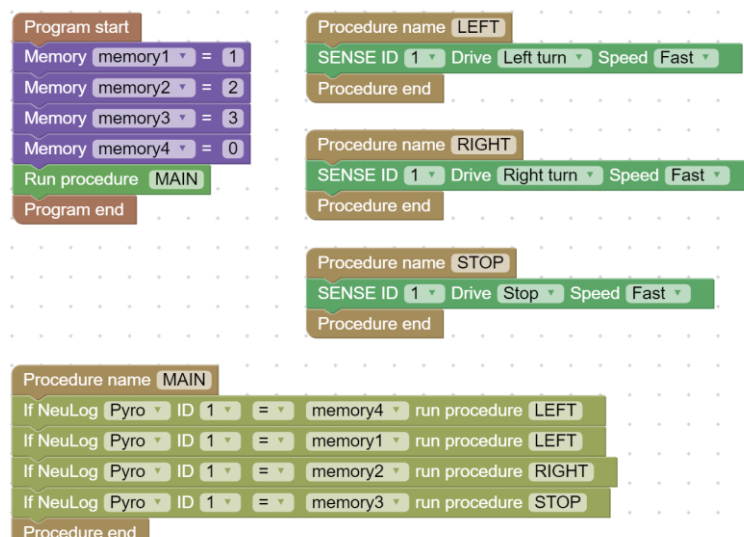 Program start
Memory memory1 = 1
Memory memory2 = 2
Memory memory3 = 3
Memory memory4 = 0
Run procedure MAIN
Program end
Procedure name LEFT
SENSE ID 1 Drive Left turn Speed Fast
Procedure end
Procedure name RIGHT
SENSE ID 1 Drive Right turn Speed Fast
Procedure end
Procedure name STOP
SENSE ID 1 Drive Stop Speed Fast
Procedure end
Procedure name MAIN
If NeuLog Pyro ID 1 = memory4 run procedure LEFT
If NeuLog Pyro ID 1 = memory1 run procedure LEFT
If NeuLog Pyro ID 1 = memory2 run procedure RIGHT
If NeuLog Pyro ID 1 = memory3 run procedure STOP
Procedure end